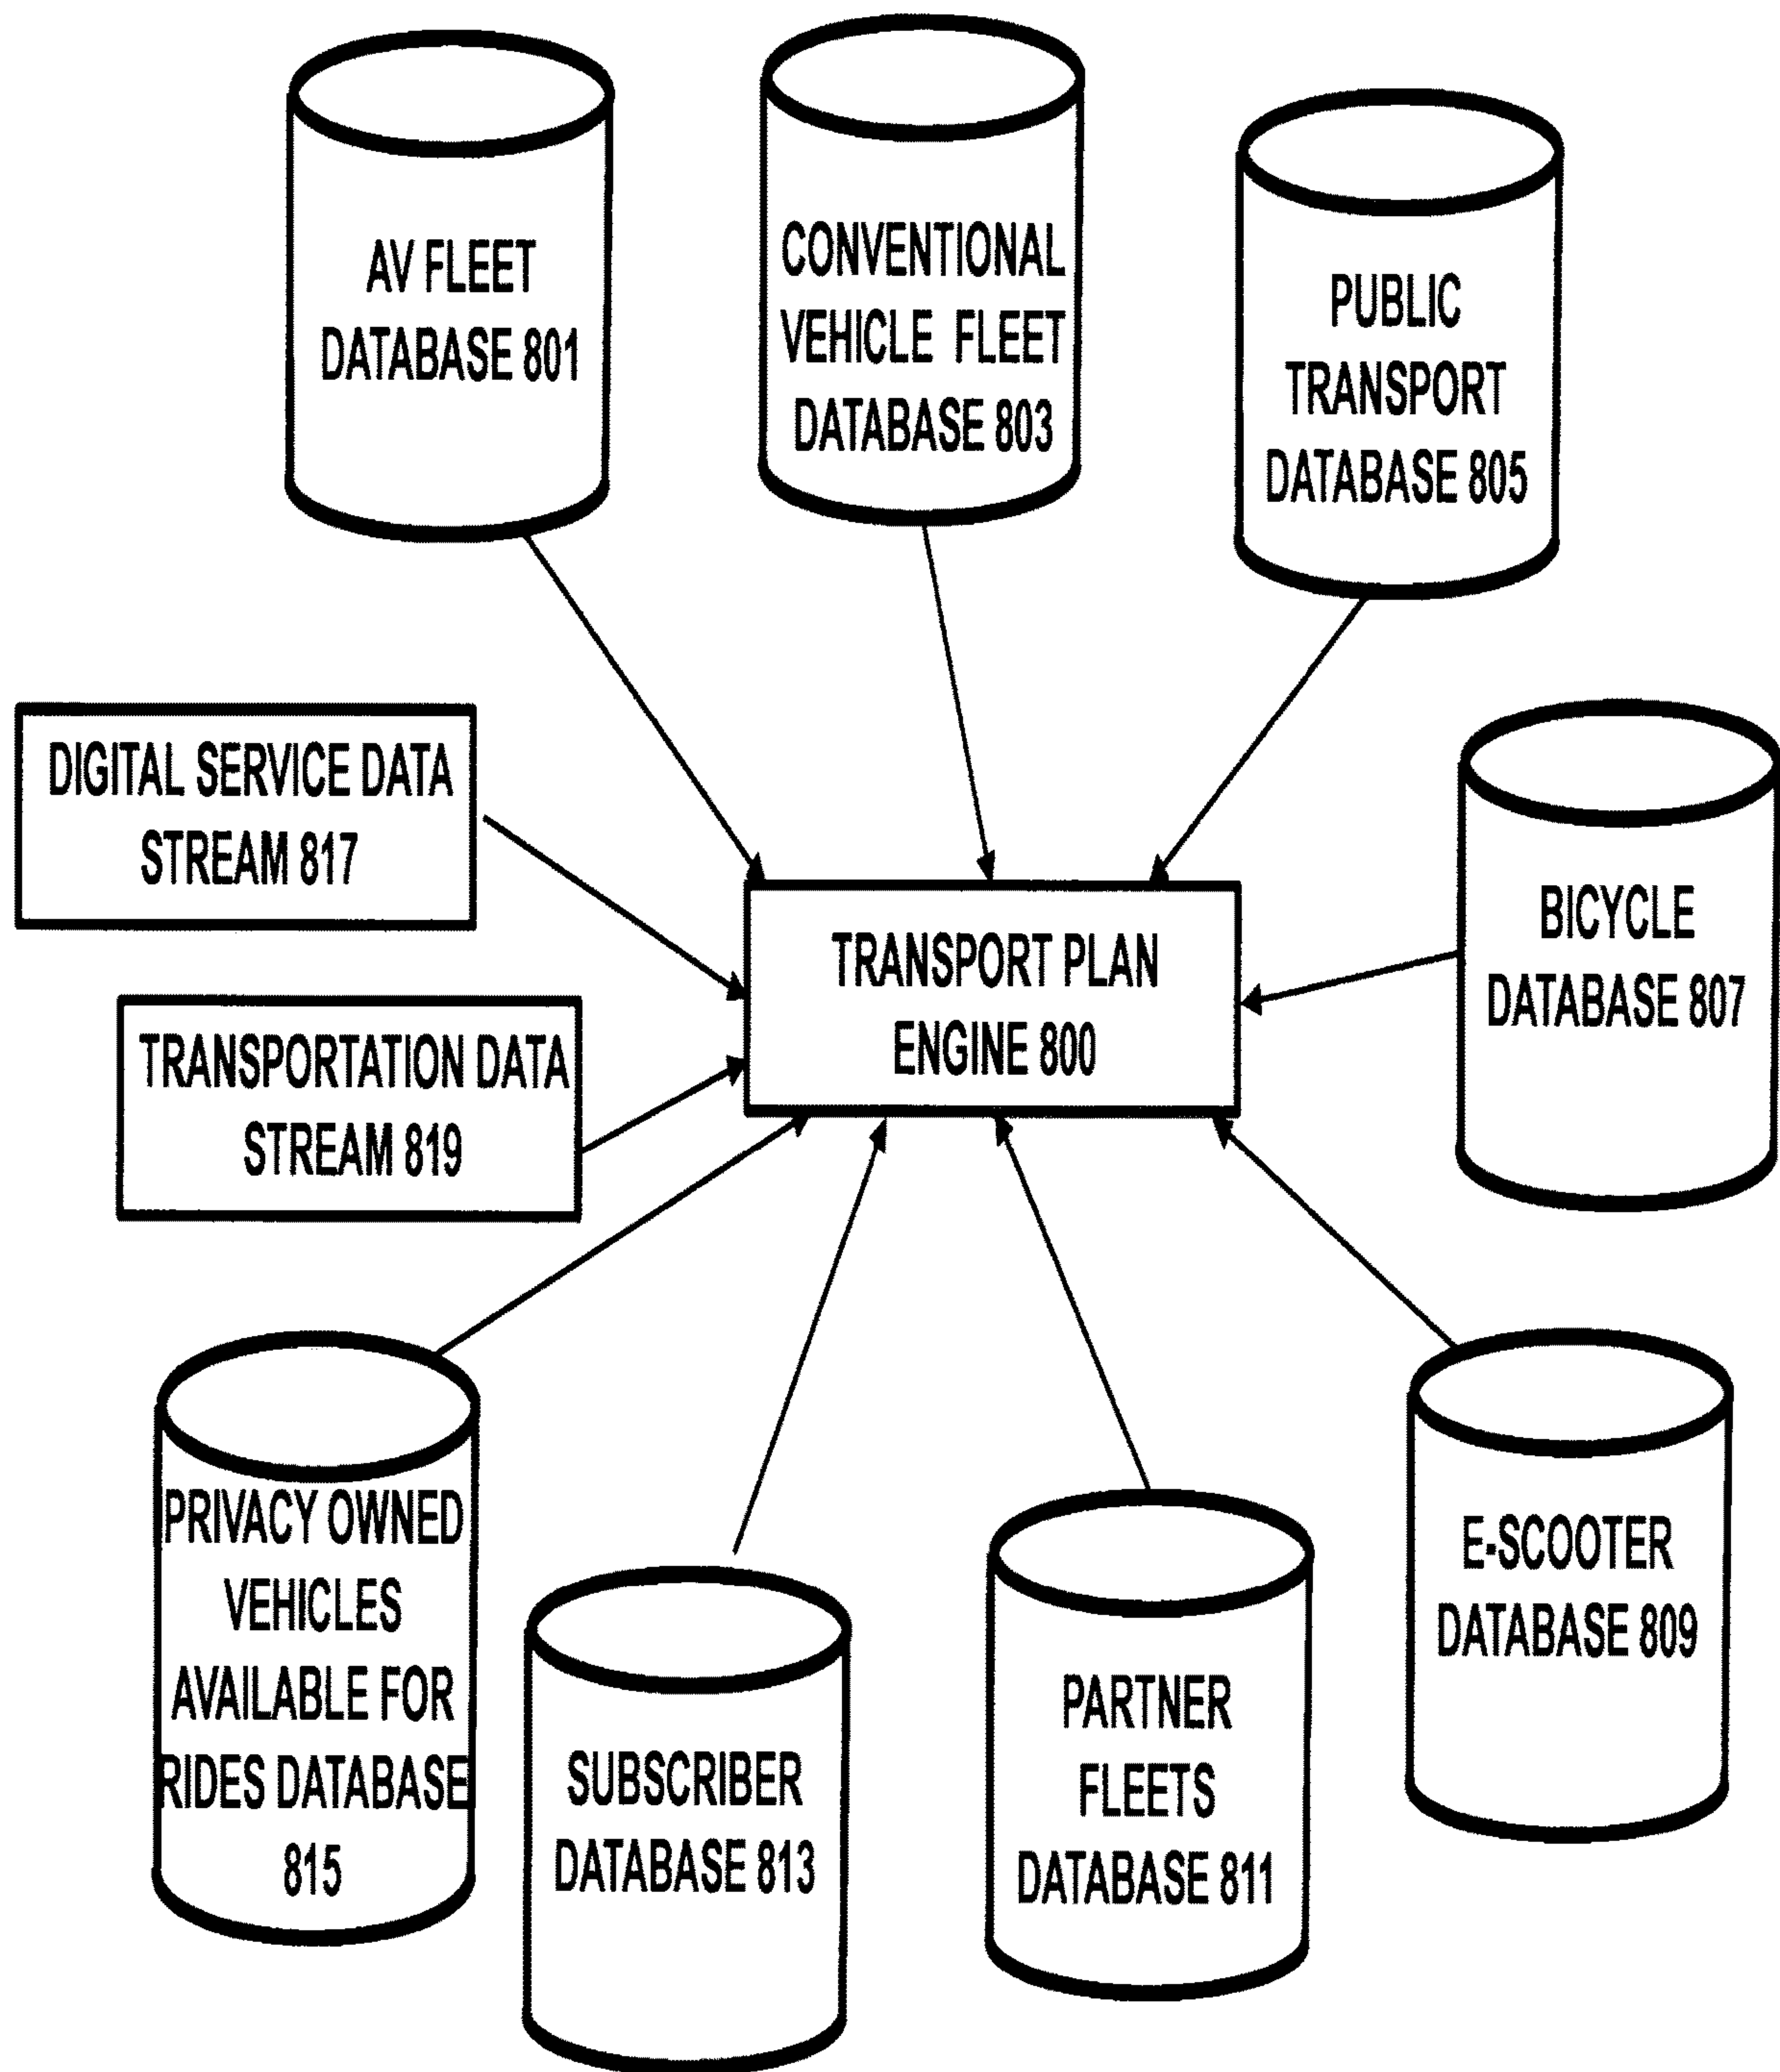 AV FLEET
DATABASE 801
CONVENTIONAL
VEHICLE FLEET
DATABASE 803
PUBLIC
TRANSPORT
DATABASE 805
DIGITAL SERVICE DATA
STREAM 817
TRANSPORT PLAN
ENGINE 800
BICYCLE
DATABASE 807
TRANSPORTATION DATA
STREAM 819
PRIVACY OWNED
VEHICLES
AVAILABLE FOR
RIDES DATABASE
815
SUBSCRIBER
DATABASE 813
PARTNER
FLEETS
DATABASE 811
E-SCOOTER
DATABASE 809